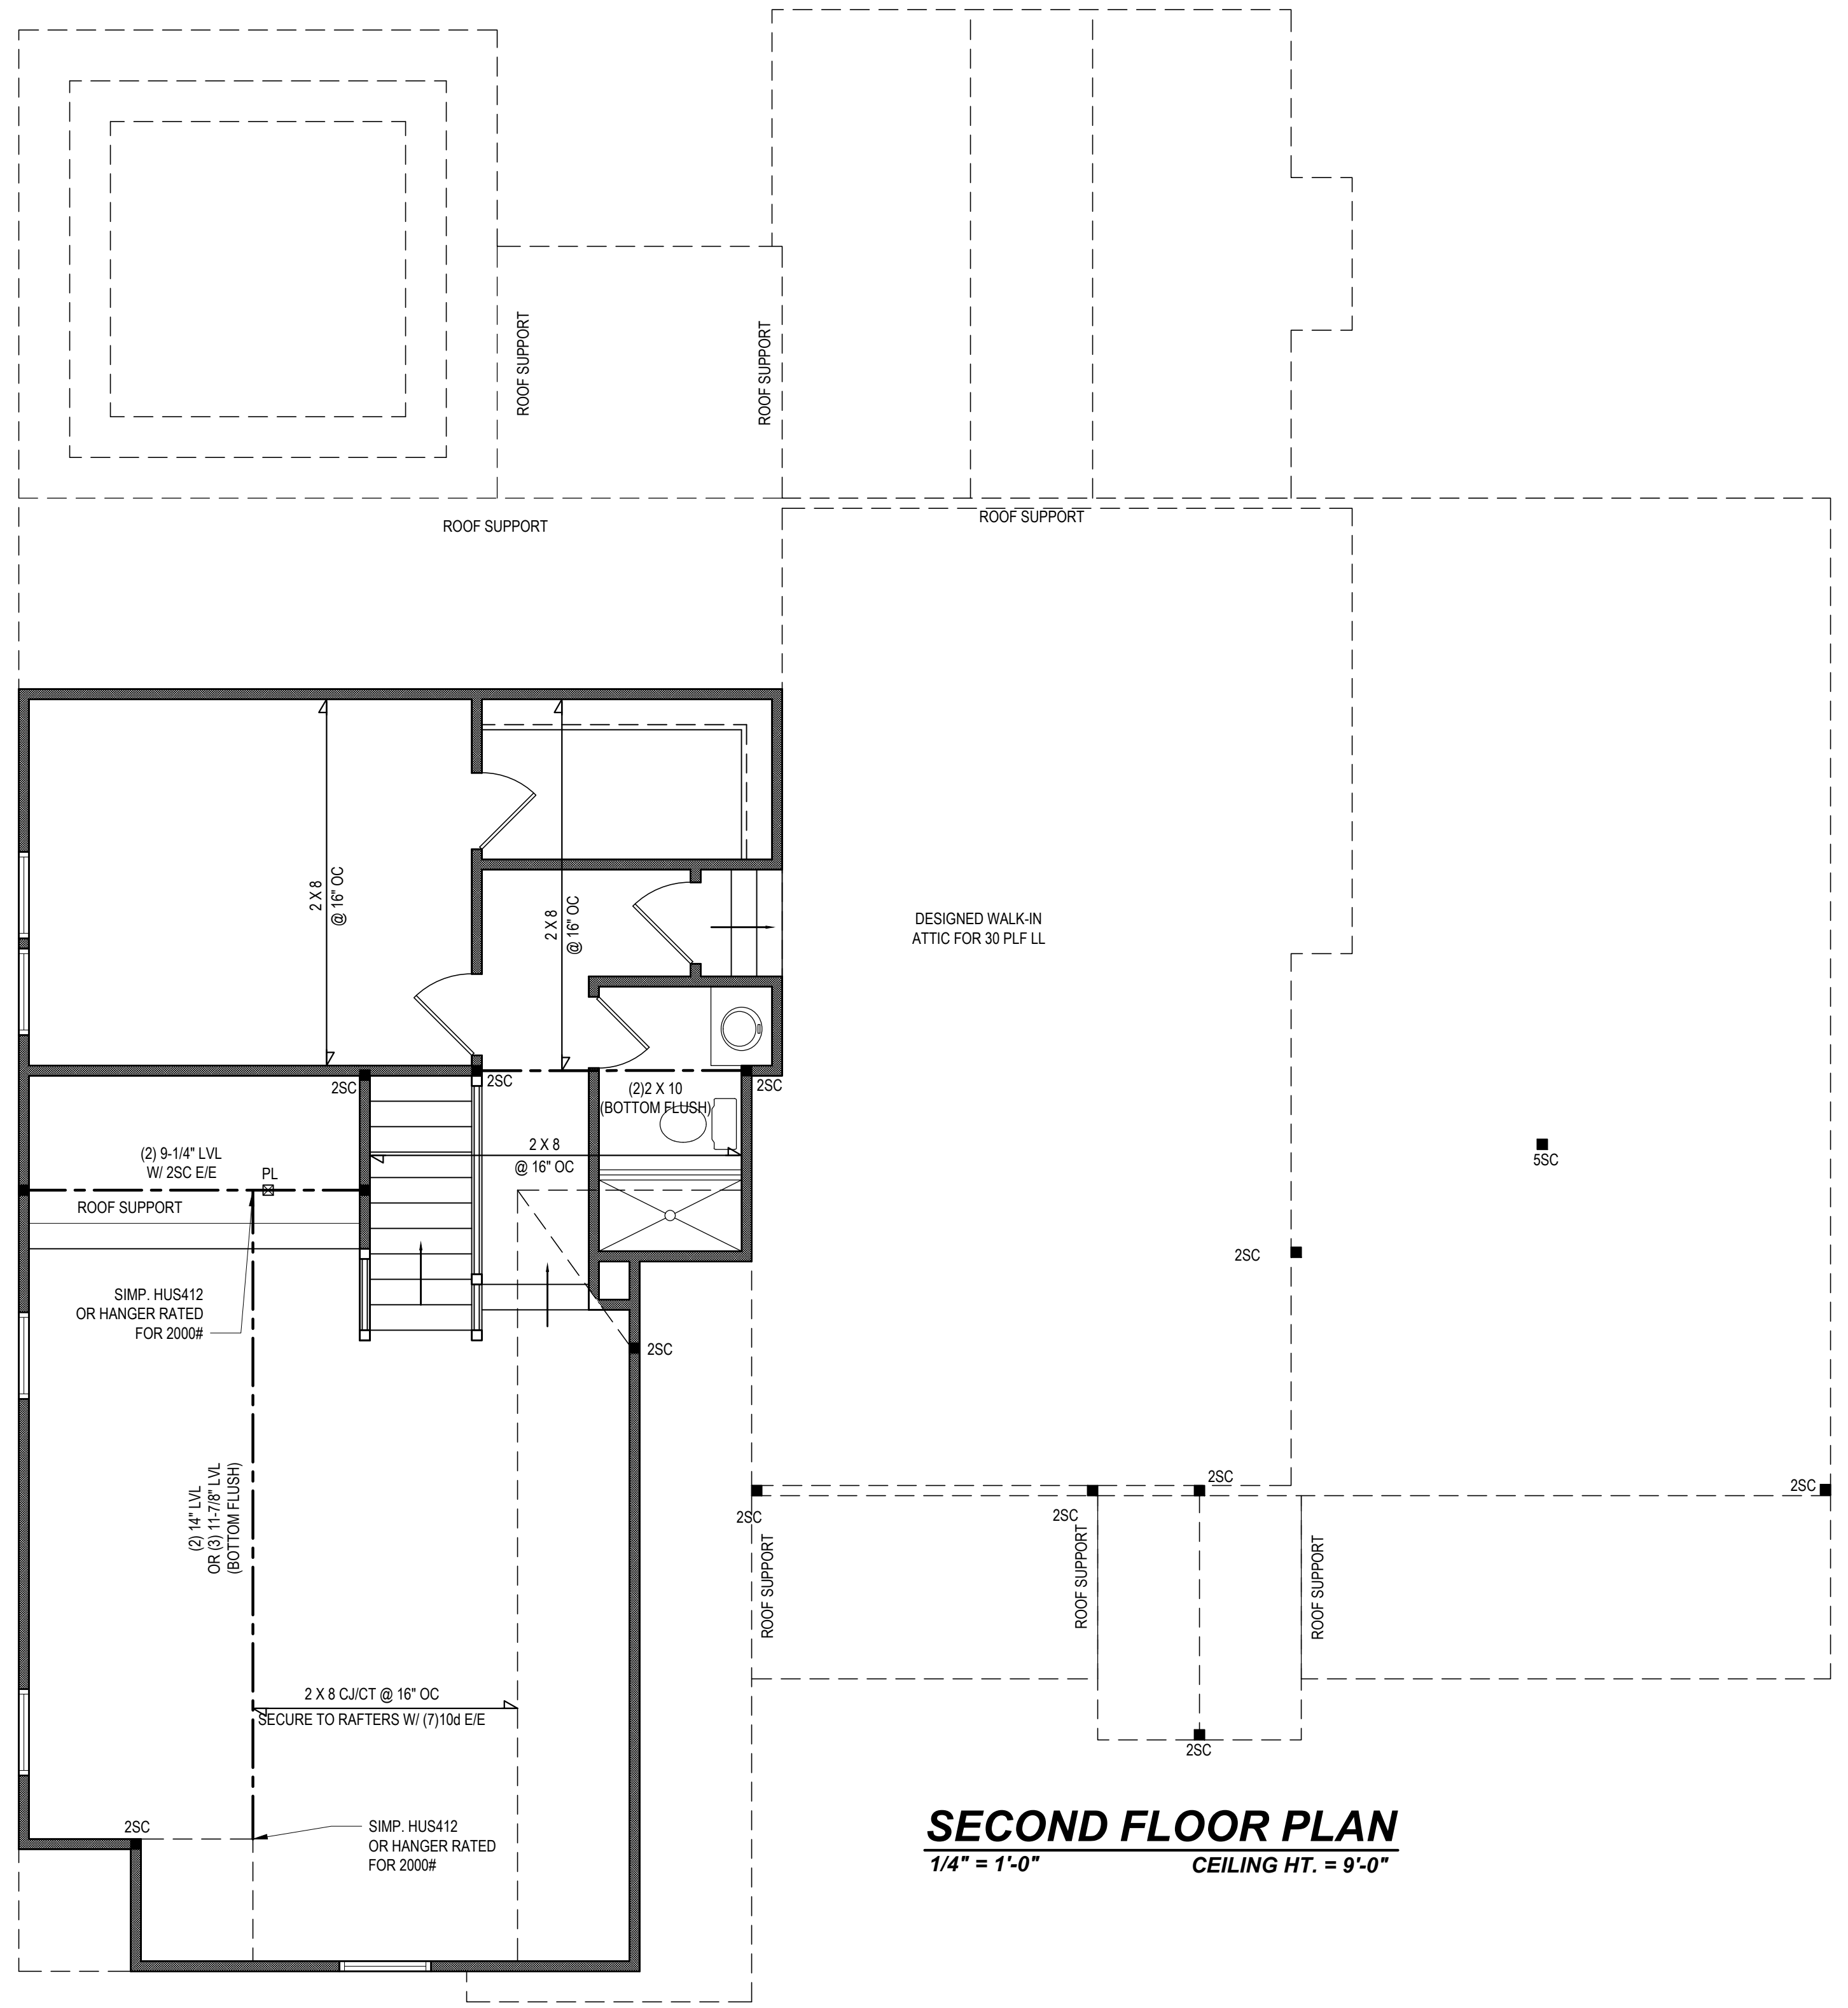 ROOF SUPPORT
ROOF SUPPORT
ROOF SUPPORT
ROOF SUPPORT
2 X 8
@ 16" OC
2 X 8
@ 16" OC
DESIGNED WALK-IN
ATTIC FOR 30 PLF LL
2SC
2SC
(2)2 X 10
(BOTTOM FLUSH)
2SC
(2) 9-1/4" LVL
W/ 2SC E/E
PL
2 X 8
@ 16" OC
5SC
ROOF SUPPORT
2SC
SIMP. HUS412
OR HANGER RATED
FOR 2000#
2SC
(2) 14" LVL
OR (3) 11-7/8" LVL
(BOTTOM FLUSH)
2SC
2SC
2SC
2SC
ROOF SUPPORT
ROOF SUPPORT
ROOF SUPPORT
2 X 8 CJ/CT @ 16" OC
SECURE TO RAFTERS W/ (7)10d E/E
2SC
2SC
SIMP. HUS412
OR HANGER RATED
FOR 2000#
SECOND FLOOR PLAN
1/4" = 1'-0"
CEILING HT. = 9'-0"